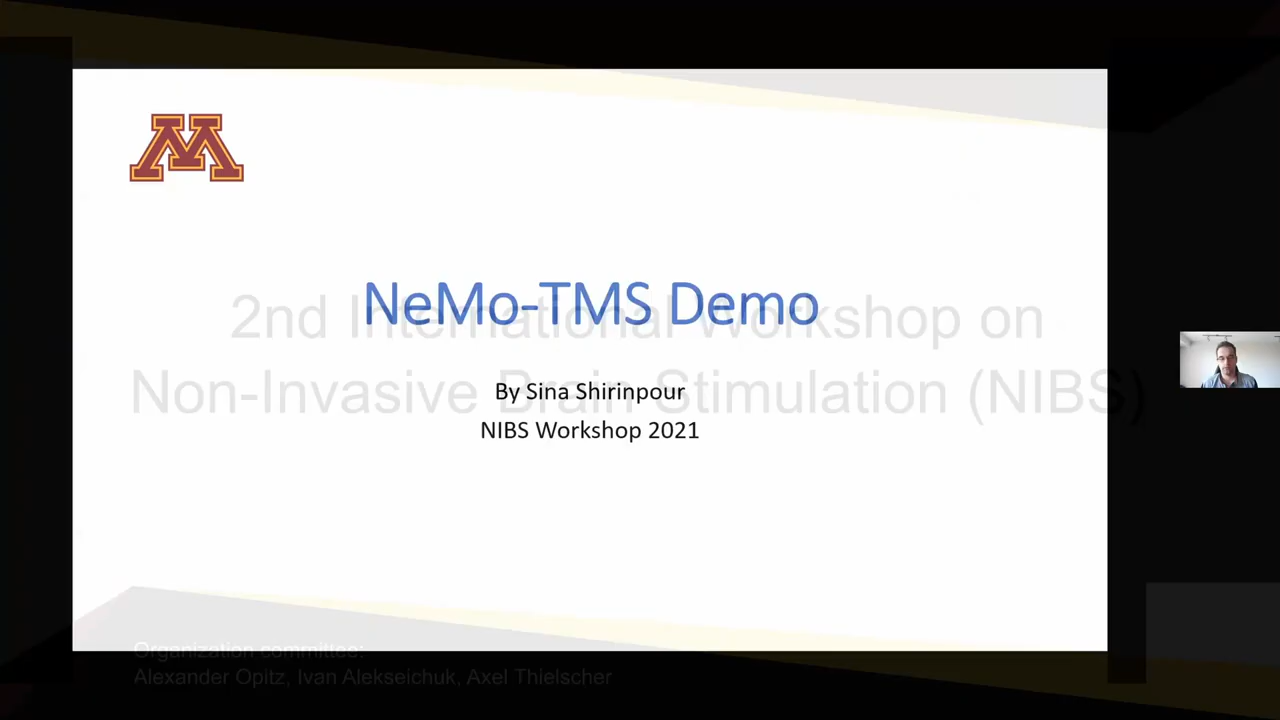 M
NeMo-TMS Demo
2nd International Workshop on
By Sina Shirinpour
Non-Invasive Brain Stimulation (NIBS)
NIBS Workshop 2021
Organization committee:
Alexander Opitz, Ivan Alekseichuk, Axel Thielscher